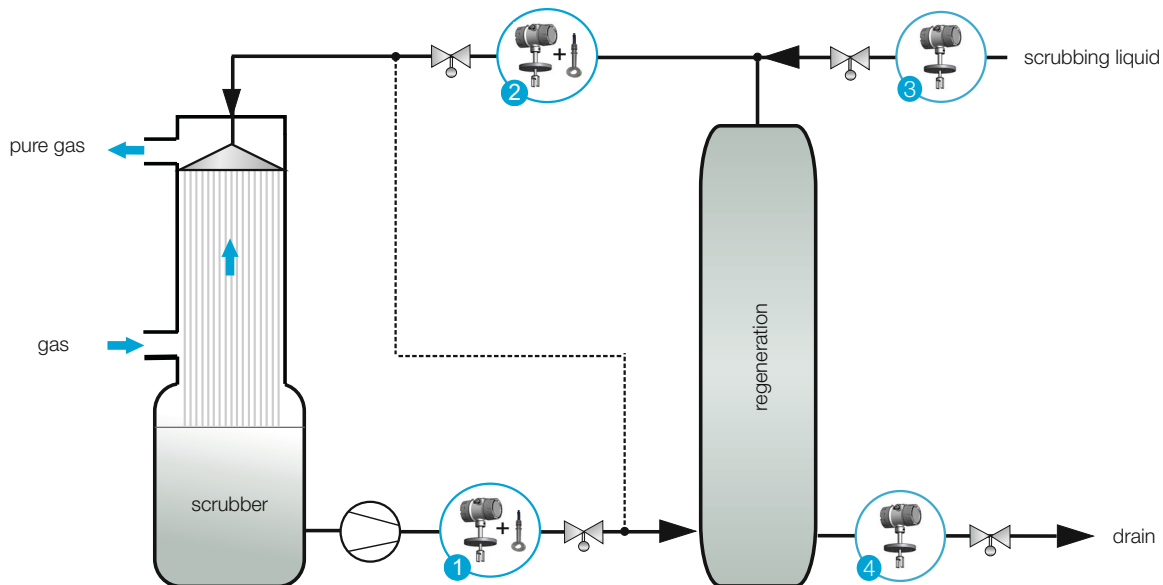 2
+
3
scrubbing liquid
pure gas
gas
regeneration
scrubber
1
+
4
drain